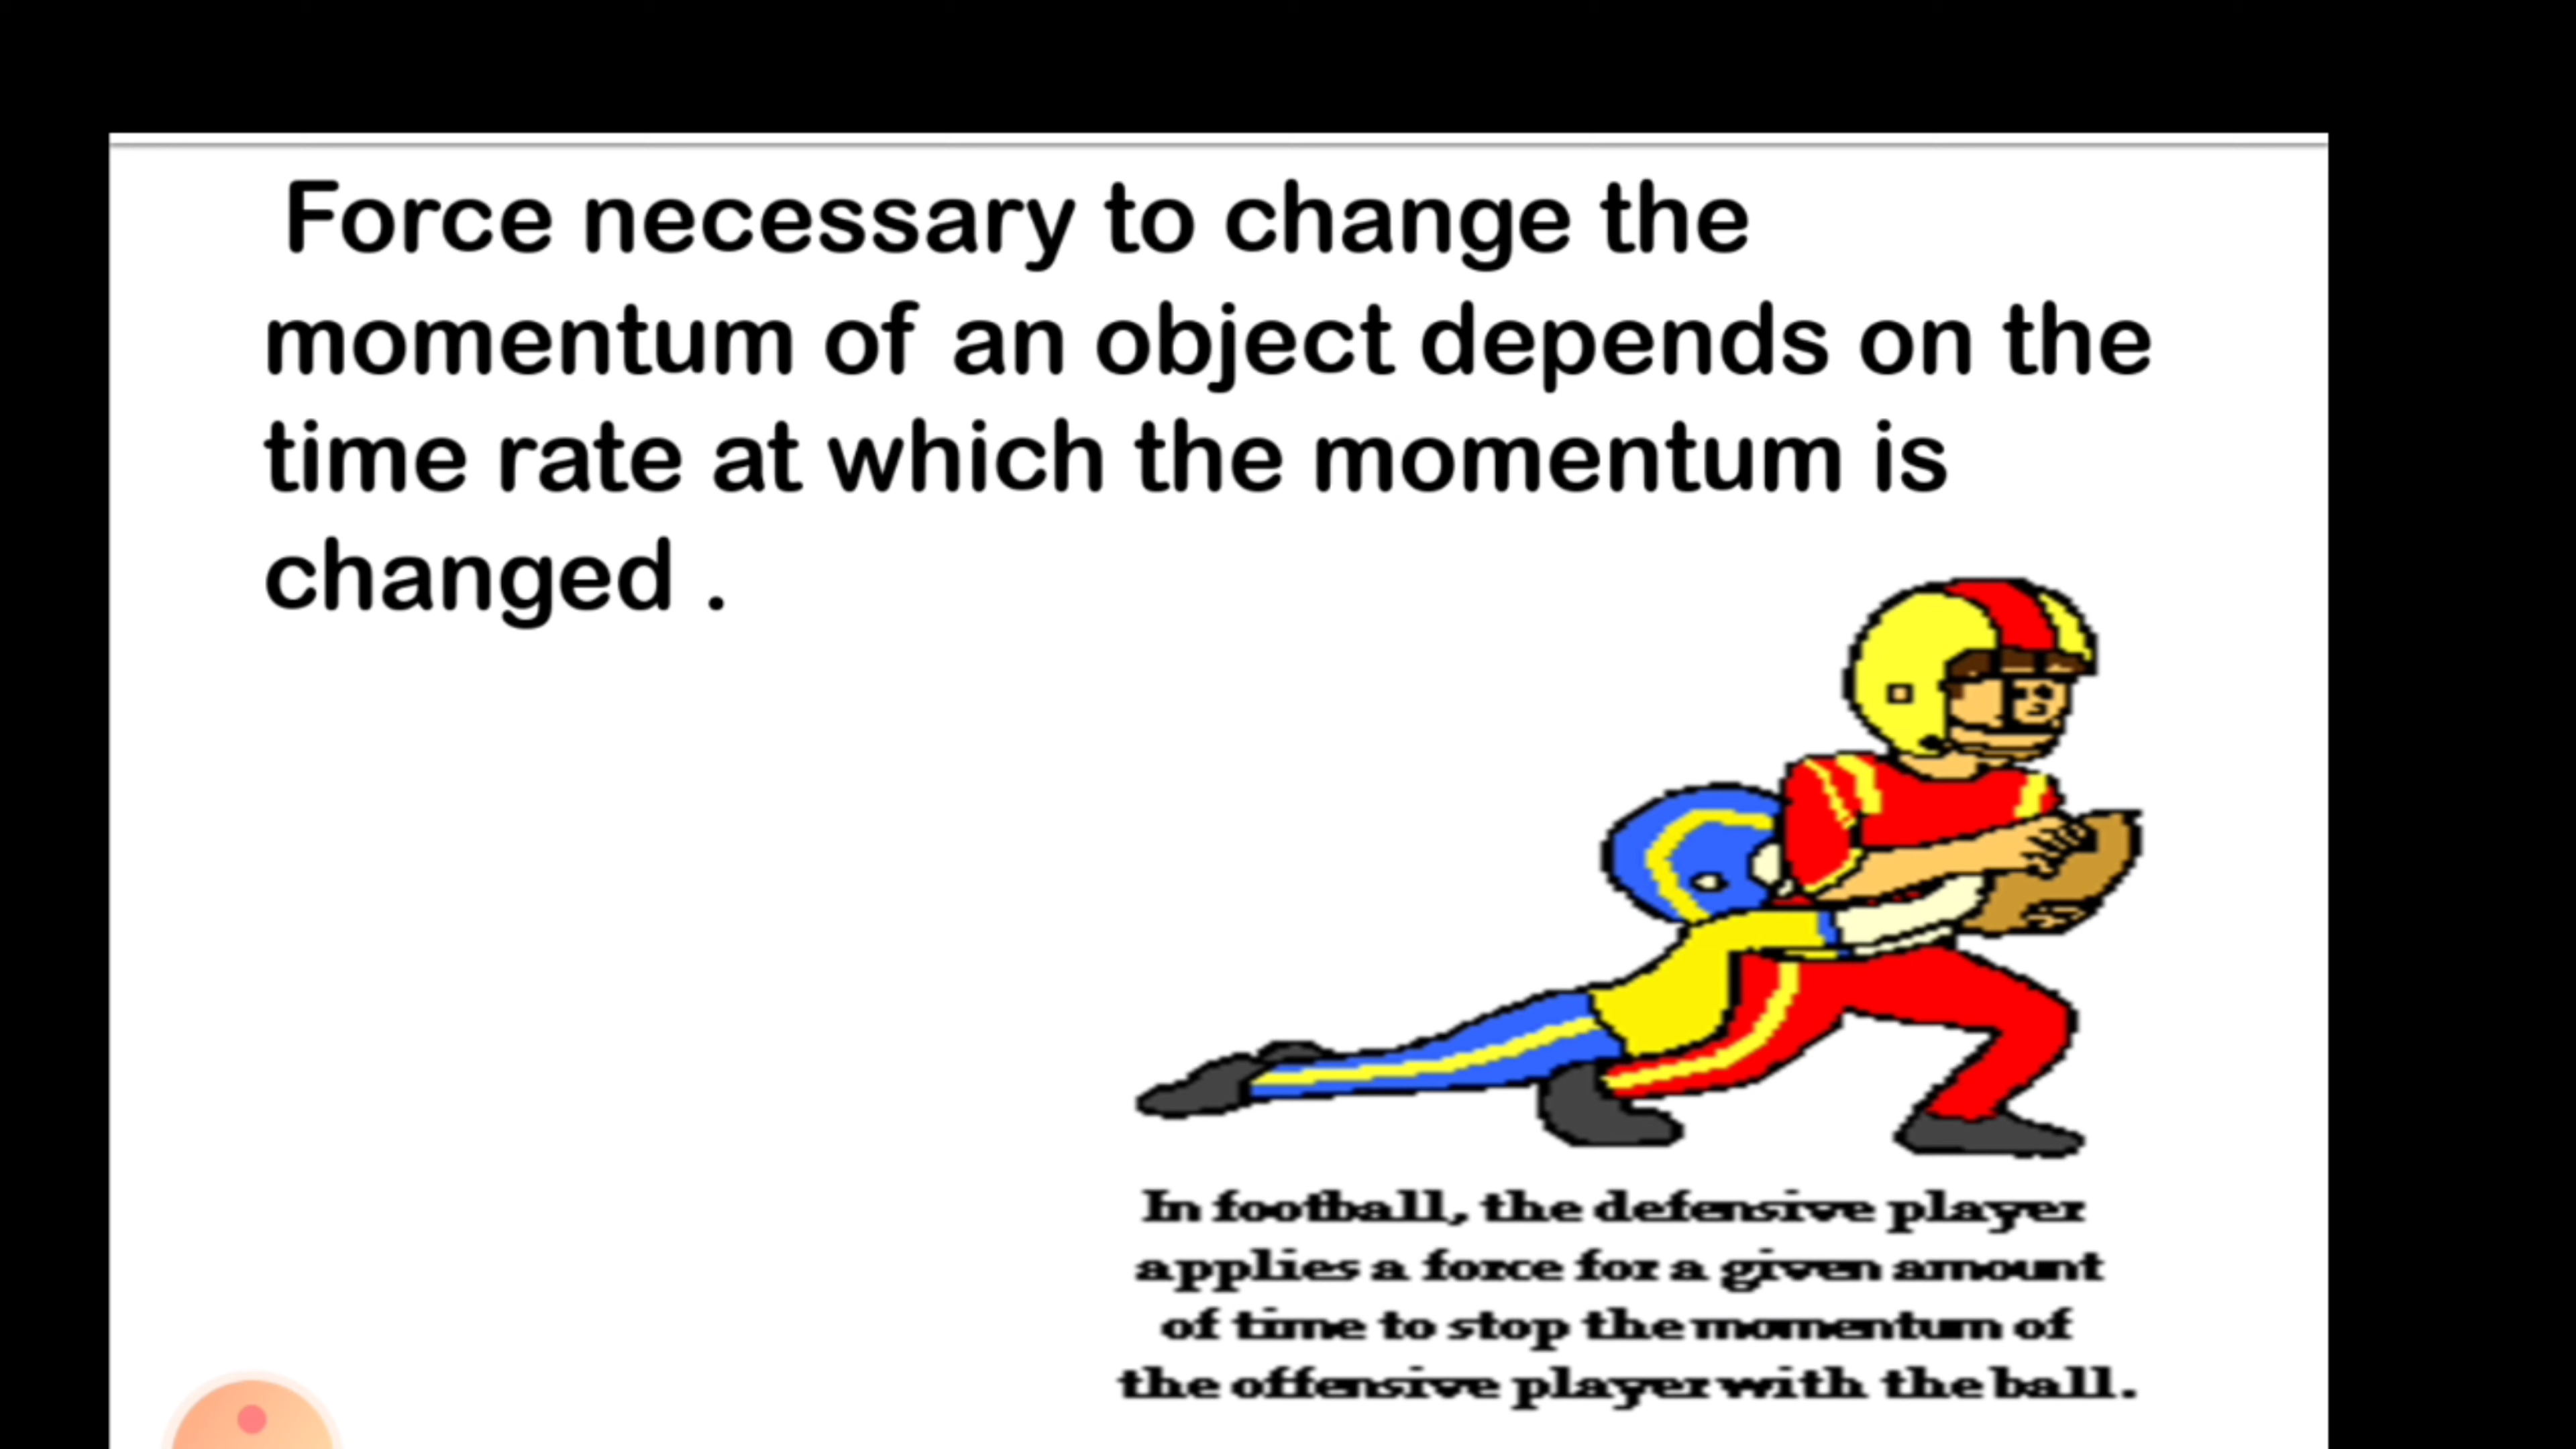 Force necessary to change the
momentum of an object depends on the
time rate at which the momentum is
changed .
In football, the defensive player
applies a force for a given amount
of time to stop the momentum of
the offensive player with the ball.